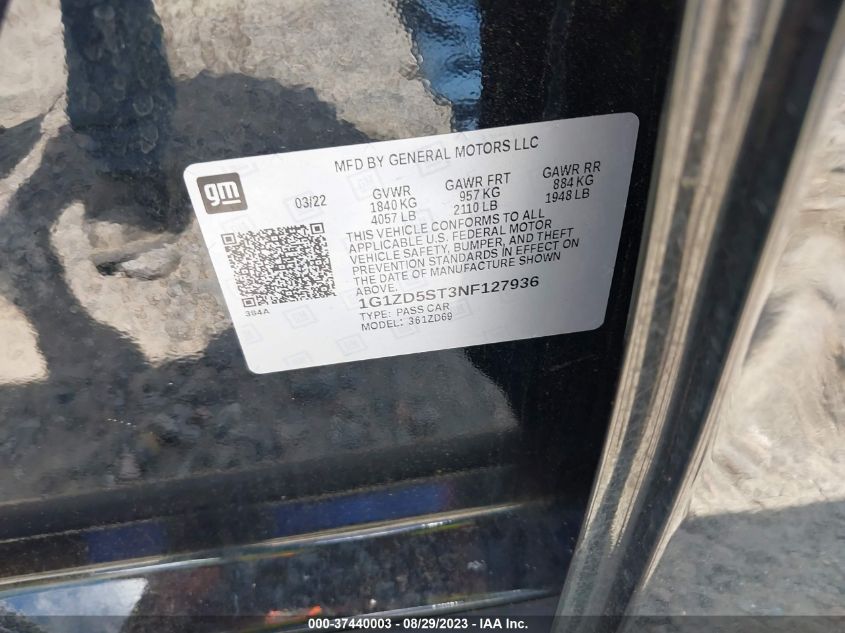 MFD BY GENERAL MOTORS LLC
gm
03/22
GVWR
1840 KG
4057 LB
GAWR FRT
957 KG
2110 LB
GAWR RR
884 KG
1948 LB
THIS VEHICLE CONFORMS TO ALL
APPLICABLE U.S. FEDERAL MOTOR
VEHICLE SAFETY, BUMPER, AND THEFT
PREVENTION STANDARDS IN EFFECT ON
THE DATE OF MANUFACTURE SHOWN
ABOVE.
1G1ZD5ST3NF127936
TYPE: PASS CAR
MODEL: 361ZD69
384A
000-37440003 - 08/29/2023 - IAA Inc.